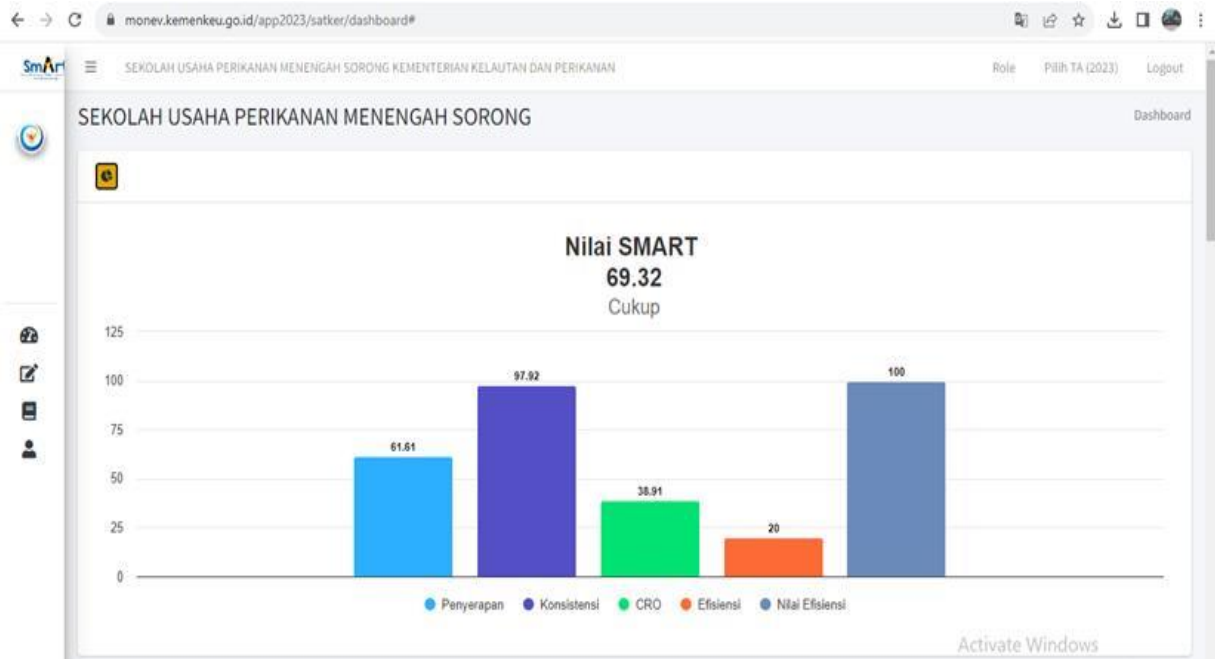 monev.kemenkeu.go.id/app2023/satker/dashboard#
SmArt
SEKOLAH USAHA PERIKANAN MENENGAH SORONG KEMENTERIAN KELAUTAN DAN PERIKANAN
Role Pilih TA (2023) Logout
SEKOLAH USAHA PERIKANAN MENENGAH SORONG
Dashboard
Nilai SMART
69.32
Cukup
125
100
75
50
25
0
61.61
97.92
38.91
20
100
Penyerapan Konsistensi CRO Efisiensi Nilai Efisiensi
Activate Windows